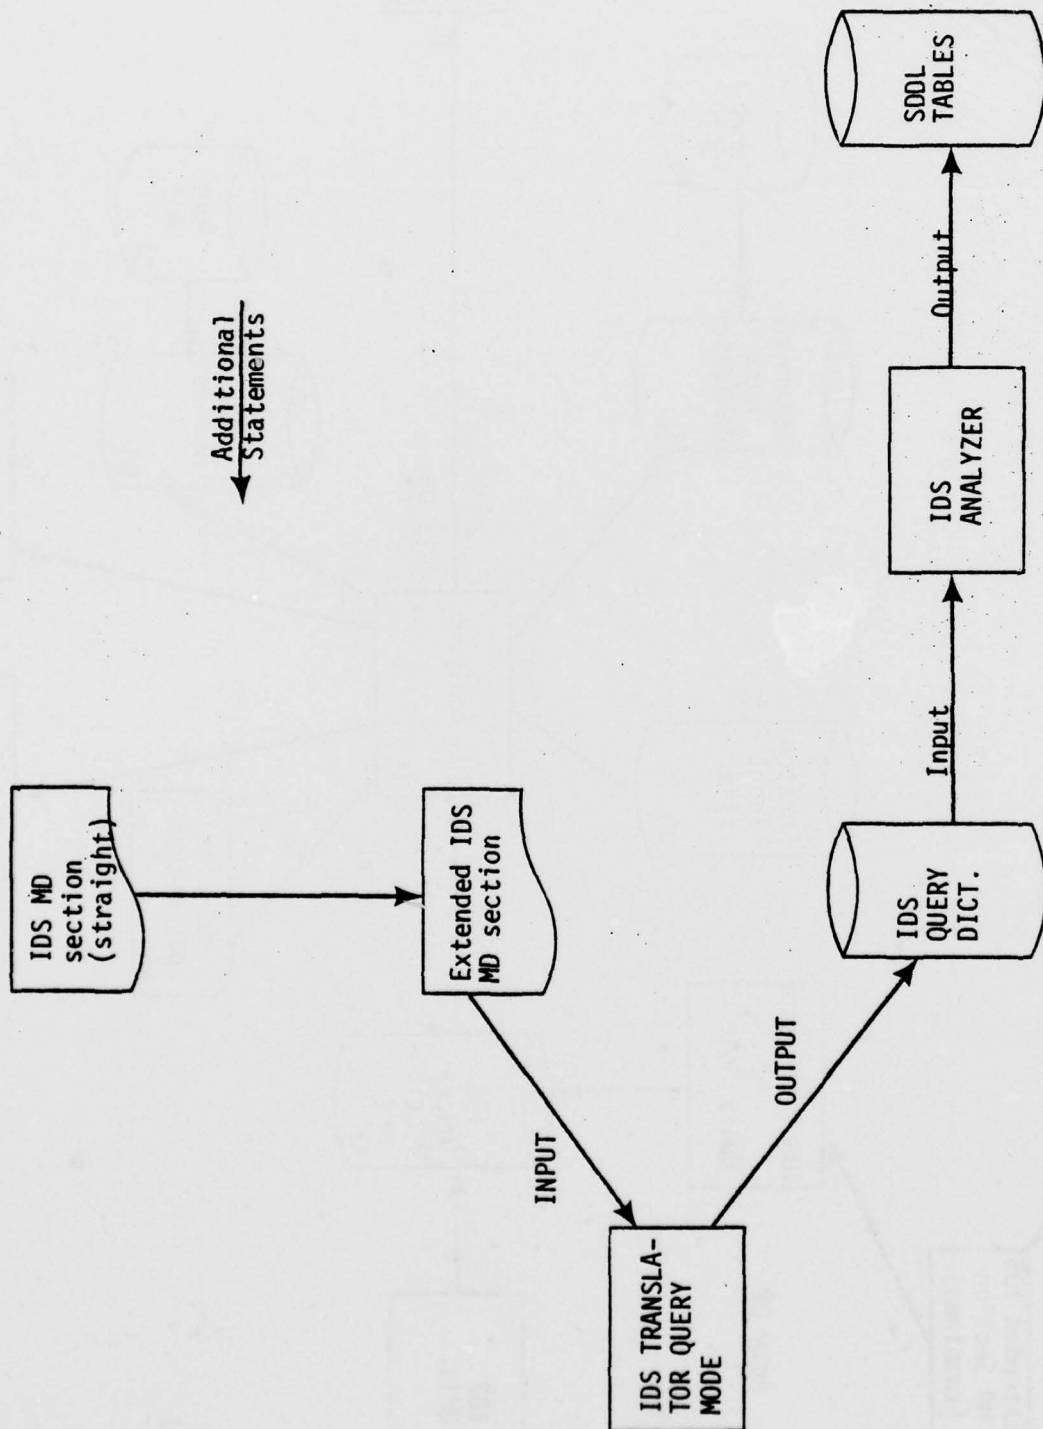 IDS MD
section
(straight)
Additional
Statements
Extended IDS
MD section
INPUT
IDS TRANSLA-
TOR QUERY
MODE
OUTPUT
IDS
QUERY
DICT.
Input
IDS
ANALYZER
Output
SDDL
TABLES